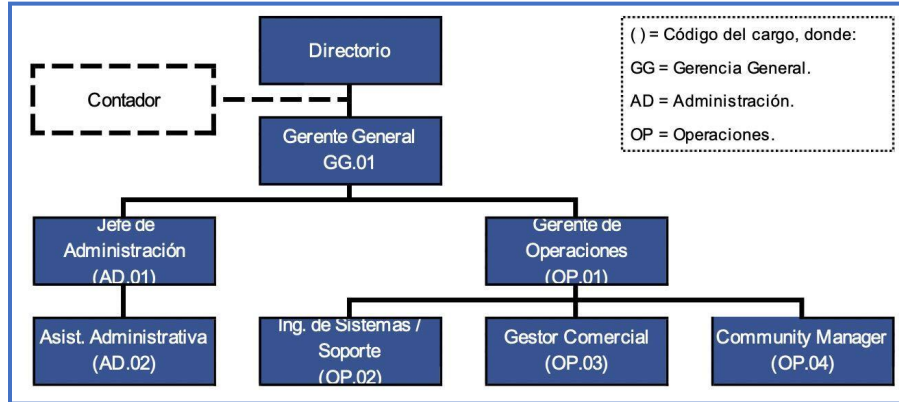 Directorio
( ) = Código del cargo, donde:
GG = Gerencia General.
AD = Administración.
OP = Operaciones.
Contador
Gerente General
GG.01
Jefe de
Administración
(AD.01)
Gerente de
Operaciones
(OP.01)
Asist. Administrativa
(AD.02)
Ing. de Sistemas /
Soporte
(OP.02)
Gestor Comercial
(OP.03)
Community Manager
(OP.04)